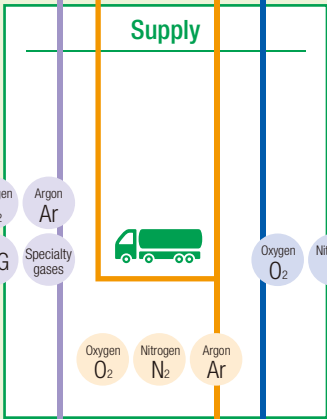 Supply
Argon
Ar
Specialty
gases
Oxygen
O₂
Oxygen
O₂
Nitrogen
N₂
Argon
Ar